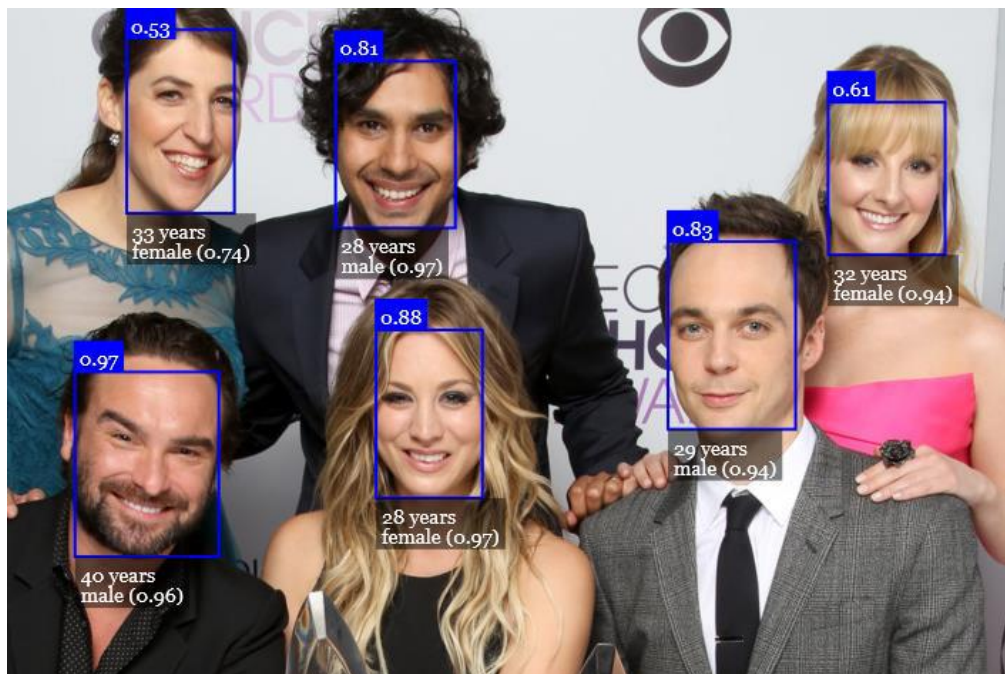 0.53
CHOICE
AWARDS
0.81
0.61
33 years
female (0.74)
28 years
male (0.97)
0.83
32 years
female (0.94)
0.88
0.97
29 years
male (0.94)
28 years
female (0.97)
40 years
male (0.96)